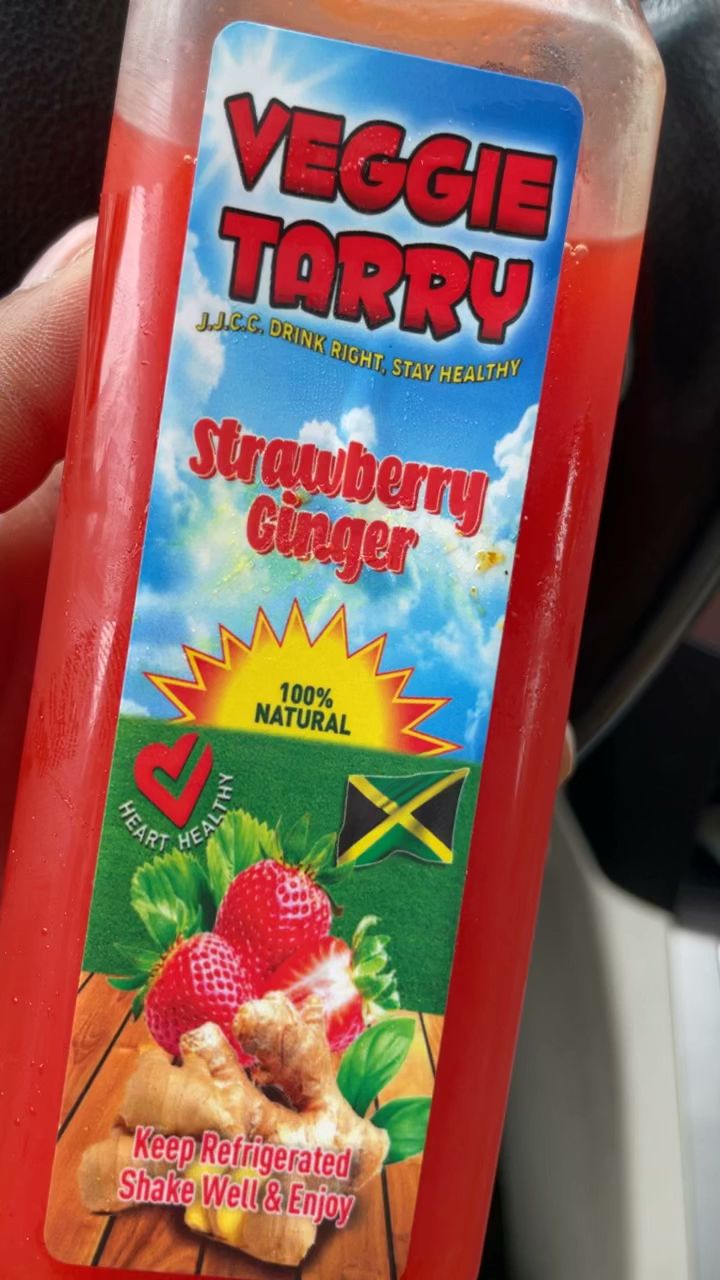 VEGGIE
TARRY
J.J.C.C. DRINK RIGHT, STAY HEALTHY
Strawberry
Ginger
100%
NATURAL
HEART HEALTHY
Keep Refrigerated
Shake Well & Enjoy